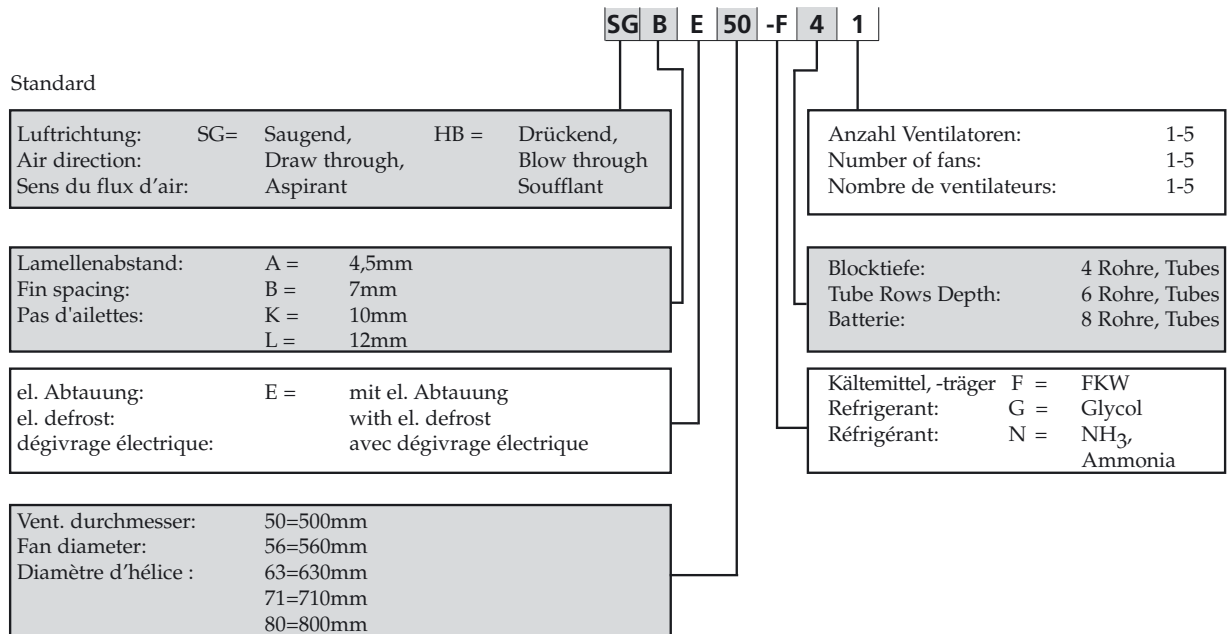 SG B E 50 -F 4 1
Standard
Luftrichtung: SG= Saugend, HB = Drückend,
Air direction: Draw through, Blow through
Sens du flux d'air: Aspirant Soufflant
Anzahl Ventilatoren: 1-5
Number of fans: 1-5
Nombre de ventilateurs: 1-5
Lamellenabstand: A = 4,5mm
Fin spacing: B = 7mm
Pas d'ailettes: K = 10mm
L = 12mm
Blocktiefe: 4 Rohre, Tubes
Tube Rows Depth: 6 Rohre, Tubes
Batterie: 8 Rohre, Tubes
el. Abtauung: E = mit el. Abtauung
el. defrost: with el. defrost
dégivrage électrique: avec dégivrage électrique
Kältemittel, -träger F = FKW
Refrigerant: G = Glycol
Réfrigérant: N = NH3,
Ammonia
Vent. durchmesser: 50=500mm
Fan diameter: 56=560mm
Diamètre d'hélice : 63=630mm
71=710mm
80=800mm